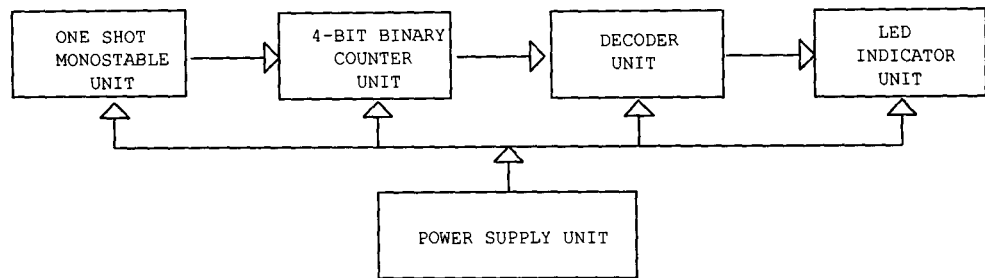 ONE SHOT
MONOSTABLE
UNIT
4-BIT BINARY
COUNTER
UNIT
DECODER
UNIT
LED
INDICATOR
UNIT
POWER SUPPLY UNIT